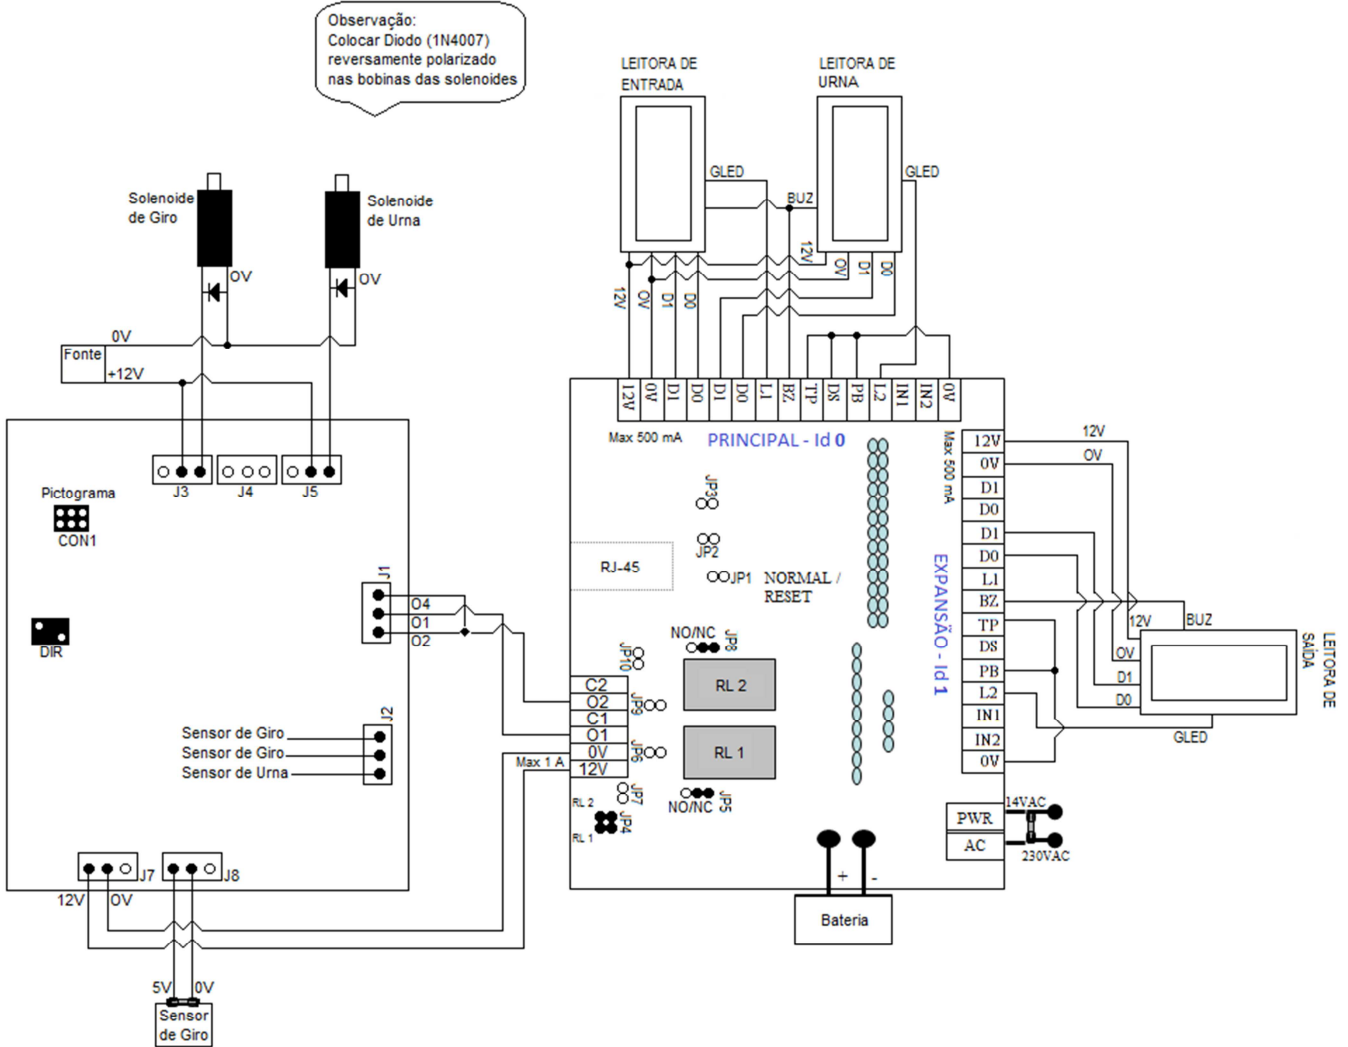 Observação:
Colocar Diodo (1N4007)
reversamente polarizado
nas bobinas das solenoides
LEITORA DE
ENTRADA
LEITORA DE
URNA
GLED
BUZ
GLED
12V
0V
D1
D0
12V
0V
D1
D0
Solenoide
de Giro
0V
Solenoide
de Urna
0V
Fonte
0V
+12V
J3
J4
J5
Pictograma
CON1
DIR
J1
O4
O1
O2
J2
Sensor de Giro
Sensor de Giro
Sensor de Urna
J7
J8
12V
0V
5V
0V
Sensor
de Giro
12V
0V
D1
D0
D1
D0
L1
BZ
TP
DS
PB
L2
IN1
IN2
0V
Max 500 mA
PRINCIPAL - Id 0
Max 500 mA
EXPANSÃO - Id 1
JP3
JP2
JP1
NORMAL /
RESET
RJ-45
NO/NC
JP8
JP10
RL 2
JP9
RL 1
JP6
NO/NC
JP5
JP7
JP4
RL 2
RL 1
C2
O2
C1
O1
0V
12V
Max 1 A
12V
0V
D1
D0
D1
D0
L1
BZ
TP
DS
PB
L2
IN1
IN2
0V
PWR
AC
14VAC
230VAC
+
-
Bateria
12V
0V
12V
0V
D1
D0
BUZ
GLED
LEITORA DE
SAÍDA